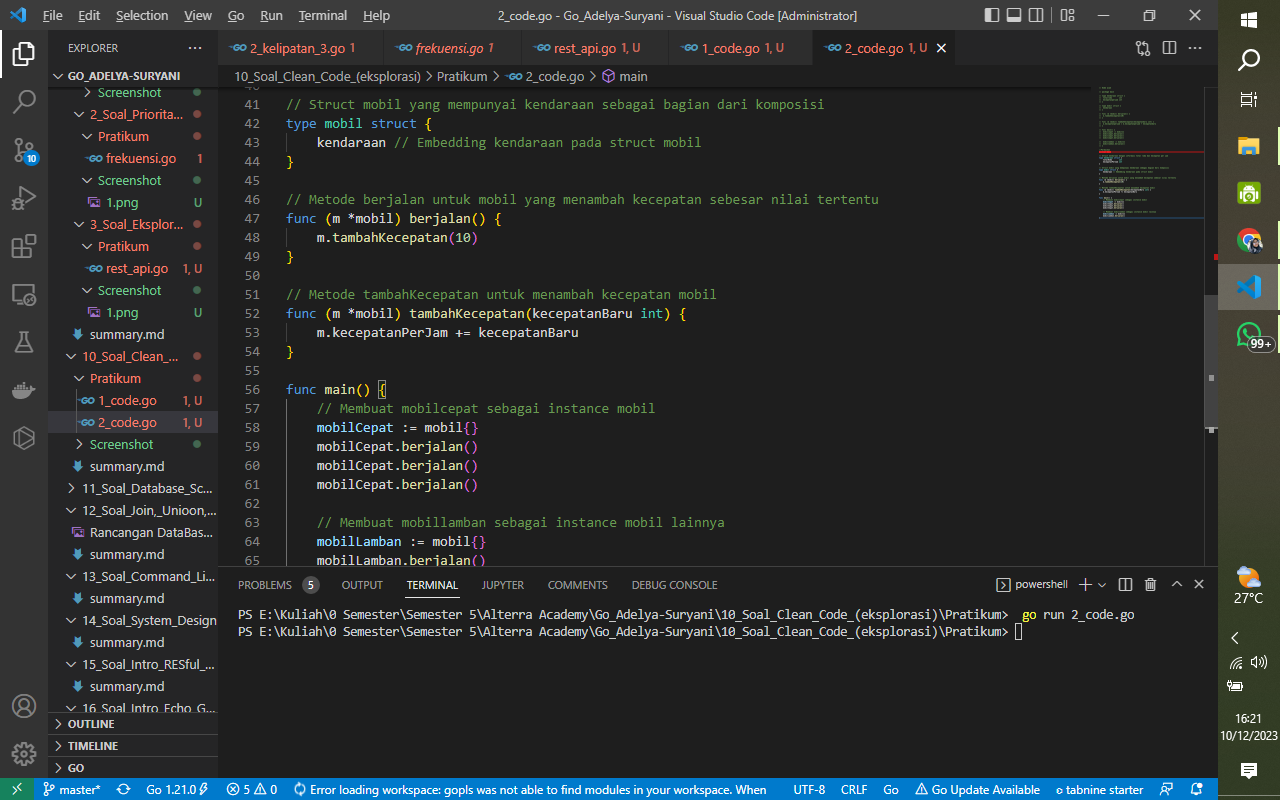 File Edit Selection View Go Run Terminal Help 2_code.go - Go_Adelya-Suryani - Visual Studio Code [Administrator]
EXPLORER
2_kelipatan_3.go 1 frekuensi.go 1 rest_api.go 1, U 1_code.go 1, U 2_code.go 1, U
GO_ADELYA-SURYANI
10_Soal_Clean_Code_(eksplorasi) > Pratikum > 2_code.go > main
Screenshot
2_Soal_Priorita...
Pratikum
frekuensi.go 1
Screenshot
1.png
3_Soal_Eksplor...
Pratikum
rest_api.go 1, U
Screenshot
1.png U
summary.md
10_Soal_Clean_...
Pratikum
1_code.go 1, U
2_code.go 1, U
Screenshot
summary.md
11_Soal_Database_Sc...
12_Soal_Join,_Unioon,...
Rancangan DataBas...
summary.md
13_Soal_Command_Li...
summary.md
14_Soal_System_Design
summary.md
15_Soal_Intro_RESful_...
summary.md
16_Soal_Intro_Echo_G...
OUTLINE
TIMELINE
GO
10
40
41 // Struct mobil yang mempunyai kendaraan sebagai bagian dari komposisi
42 type mobil struct {
43 kendaraan // Embedding kendaraan pada struct mobil
44 }
45
46 // Metode berjalan untuk mobil yang menambah kecepatan sebesar nilai tertentu
47 func (m *mobil) berjalan() {
48 m.tambahKecepatan(10)
49 }
50
51 // Metode tambahKecepatan untuk menambah kecepatan mobil
52 func (m *mobil) tambahKecepatan(kecepatanBaru int) {
53 m.kecepatanPerJam += kecepatanBaru
54 }
55
56 func main() {
57 // Membuat mobilcepat sebagai instance mobil
58 mobilCepat := mobil{}
59 mobilCepat.berjalan()
60 mobilCepat.berjalan()
61 mobilCepat.berjalan()
62
63 // Membuat mobillamban sebagai instance mobil lainnya
64 mobilLamban := mobil{}
65 mobilLamban.berjalan()
PROBLEMS 5 OUTPUT TERMINAL JUPYTER COMMENTS DEBUG CONSOLE powershell
PS E:\Kuliah\0 Semester\Semester 5\Alterra Academy\Go_Adelya-Suryani\10_Soal_Clean_Code_(eksplorasi)\Pratikum> go run 2_code.go
PS E:\Kuliah\0 Semester\Semester 5\Alterra Academy\Go_Adelya-Suryani\10_Soal_Clean_Code_(eksplorasi)\Pratikum>
master* Go 1.21.0 5 0 Error loading workspace: gopls was not able to find modules in your workspace. When UTF-8 CRLF Go Go Update Available tabnine starter
99+
27°C
16:21
10/12/2023